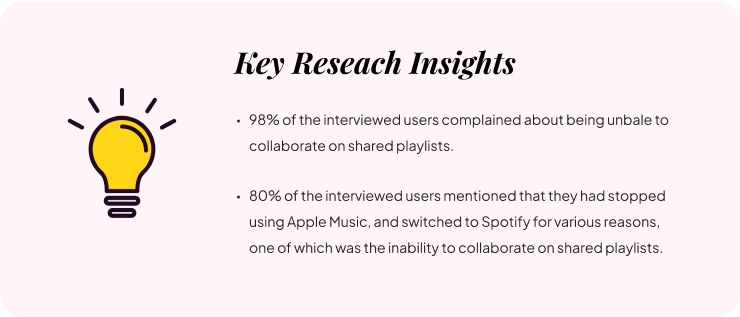 Key Reseach Insights
• 98% of the interviewed users complained about being unbale to
collaborate on shared playlists.
• 80% of the interviewed users mentioned that they had stopped
using Apple Music, and switched to Spotify for various reasons,
one of which was the inability to collaborate on shared playlists.